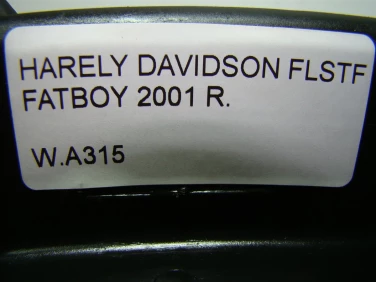 HARELY DAVIDSON FLSTF
FATBOY 2001 R.
W.A315